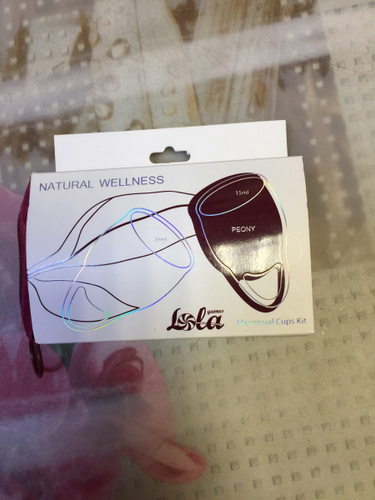 NATURAL WELLNESS
15ml
PEONY
Lola
Menstrual Cups Kit